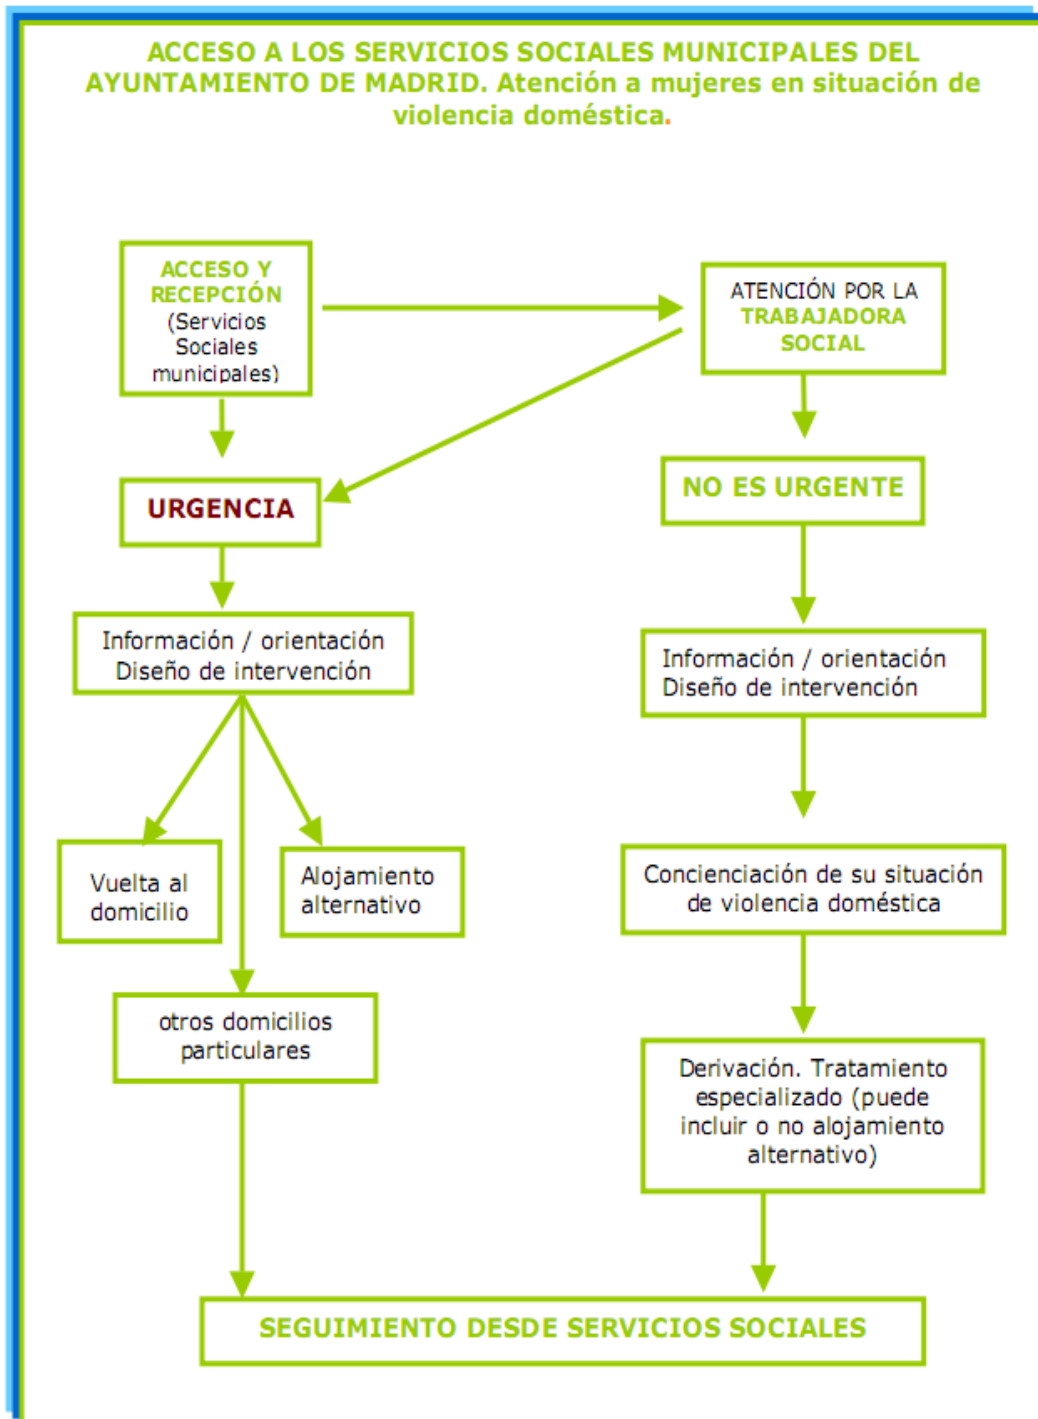 ACCESO A LOS SERVICIOS SOCIALES MUNICIPALES DEL
AYUNTAMIENTO DE MADRID. Atención a mujeres en situación de
violencia doméstica.
ACCESO Y
RECEPCIÓN
(Servicios
Sociales
municipales)
ATENCIÓN POR LA
TRABAJADORA
SOCIAL
URGENCIA
NO ES URGENTE
Información / orientación
Diseño de intervención
Información / orientación
Diseño de intervención
Vuelta al
domicilio
Alojamiento
alternativo
Concienciación de su situación
de violencia doméstica
otros domicilios
particulares
Derivación. Tratamiento
especializado (puede
incluir o no alojamiento
alternativo)
SEGUIMIENTO DESDE SERVICIOS SOCIALES